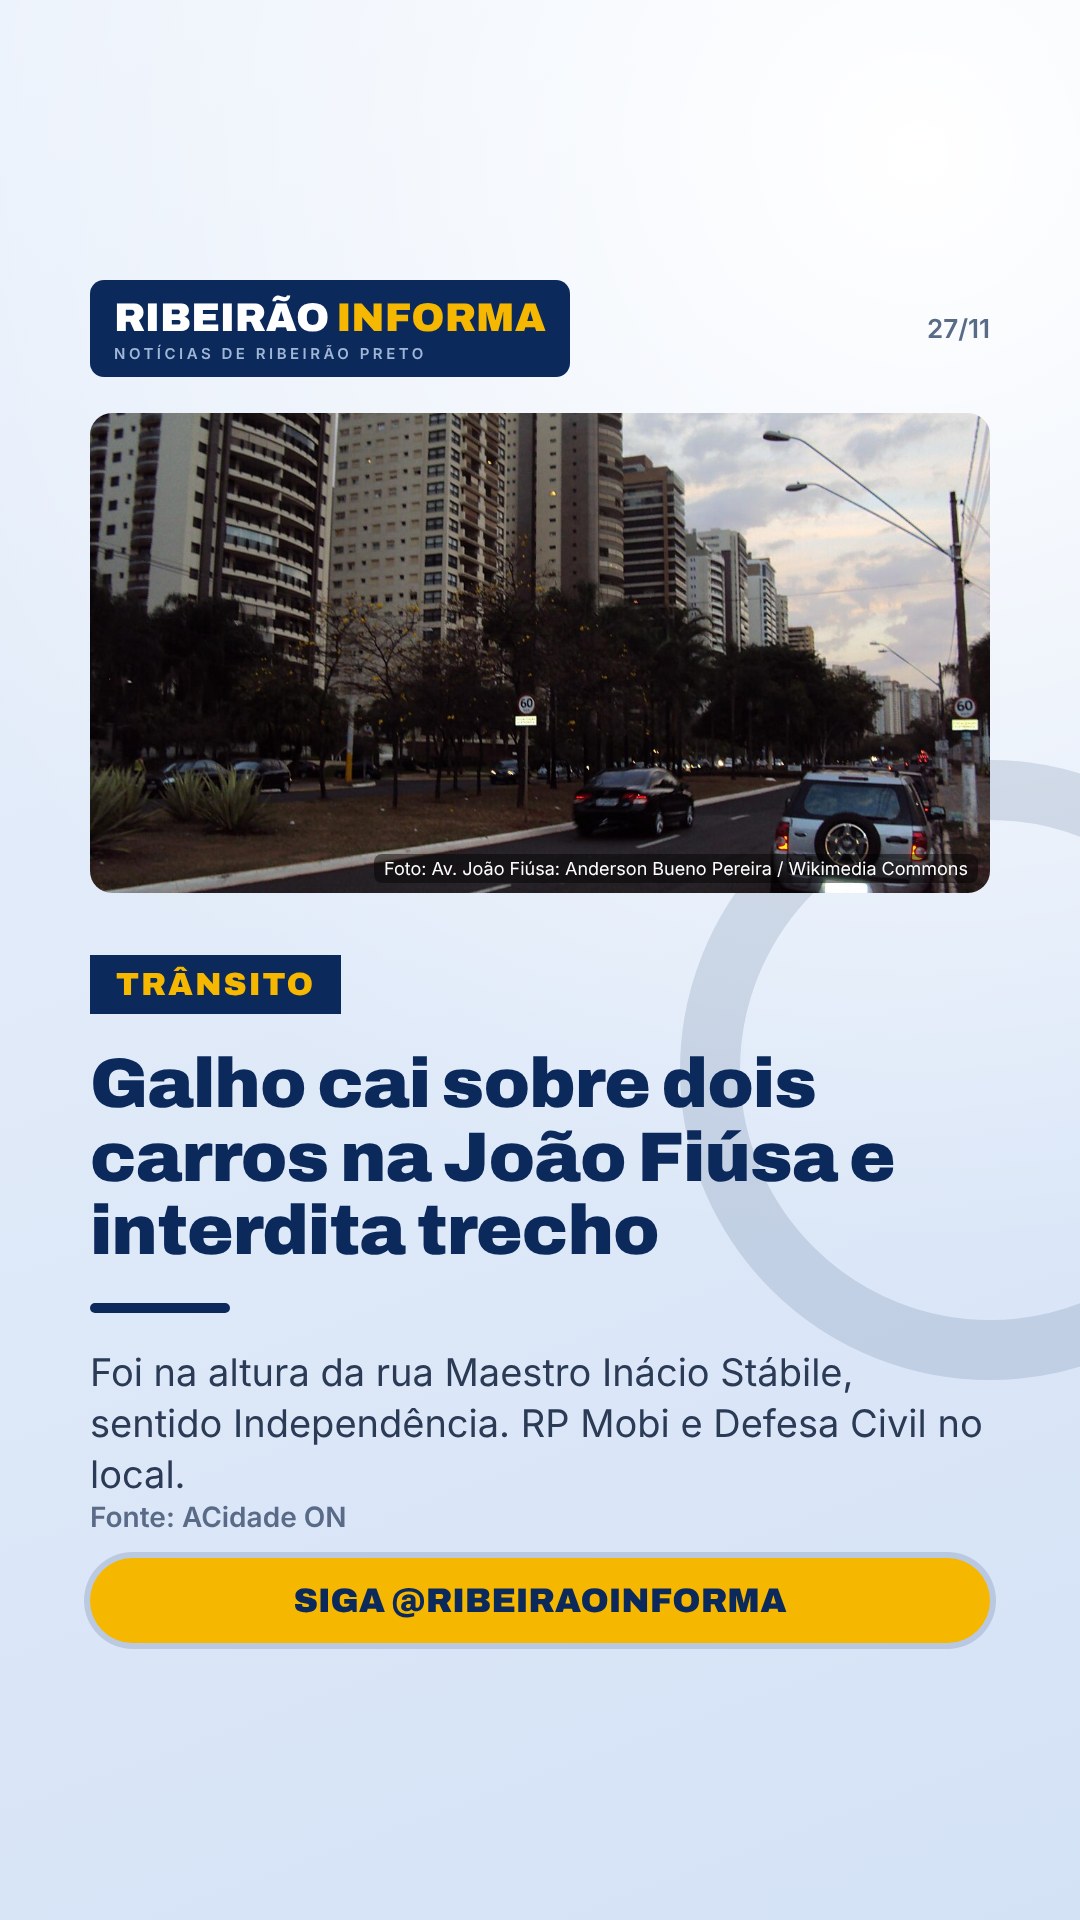 RIBEIRÃO INFORMA
NOTÍCIAS DE RIBEIRÃO PRETO
27/11
60
60
Foto: Av. João Fiúsa: Anderson Bueno Pereira / Wikimedia Commons
TRÂNSITO
Galho cai sobre dois
carros na João Fiúsa e
interdita trecho
Foi na altura da rua Maestro Inácio Stábile,
sentido Independência. RP Mobi e Defesa Civil no
local.
Fonte: ACidade ON
SIGA @RIBEIRAOINFORMA